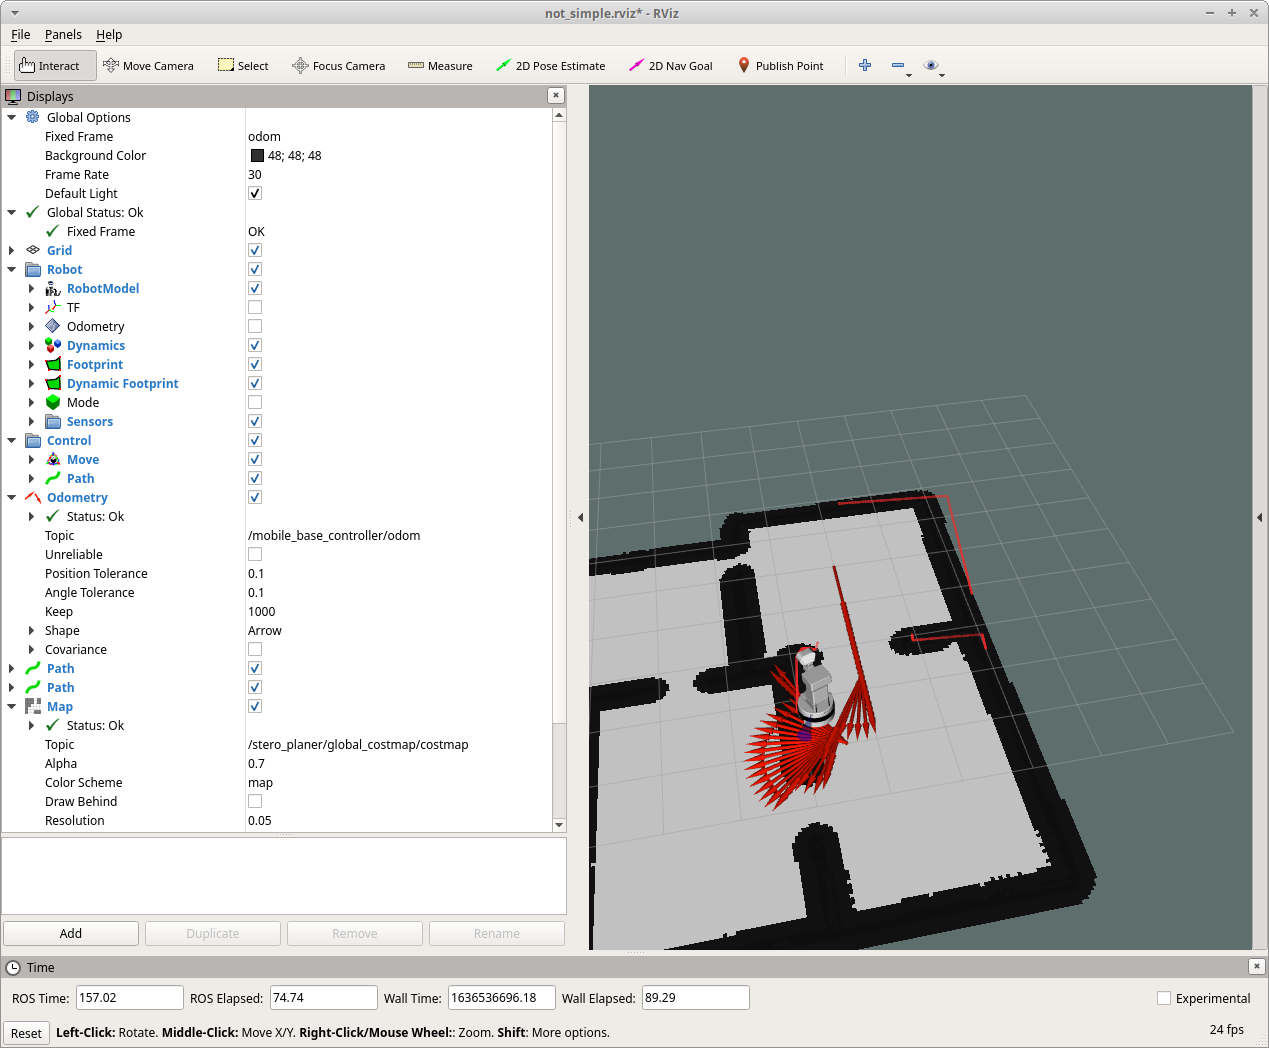 not_simple.rviz* - RViz
File Panels Help
Interact Move Camera Select Focus Camera Measure 2D Pose Estimate 2D Nav Goal Publish Point
Displays
Global Options
Fixed Frame odom
Background Color 48; 48; 48
Frame Rate 30
Default Light
Global Status: Ok
Fixed Frame OK
Grid
Robot
RobotModel
TF
Odometry
Dynamics
Footprint
Dynamic Footprint
Mode
Sensors
Control
Move
Path
Odometry
Status: Ok
Topic /mobile_base_controller/odom
Unreliable
Position Tolerance 0.1
Angle Tolerance 0.1
Keep 1000
Shape Arrow
Covariance
Path
Path
Map
Status: Ok
Topic /stero_planer/global_costmap/costmap
Alpha 0.7
Color Scheme map
Draw Behind
Resolution 0.05
Add Duplicate Remove Rename
Time
ROS Time: 157.02 ROS Elapsed: 74.74 Wall Time: 1636536696.18 Wall Elapsed: 89.29 Experimental
Reset Left-Click: Rotate. Middle-Click: Move X/Y. Right-Click/Mouse Wheel:: Zoom. Shift: More options. 24 fps